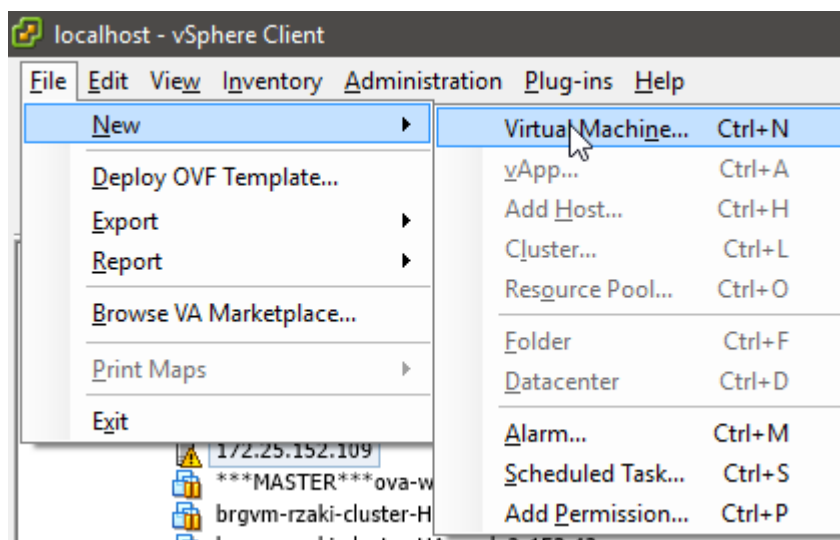 localhost - vSphere Client
File Edit View Inventory Administration Plug-ins Help
New
Deploy OVF Template...
Export
Report
Browse VA Marketplace...
Print Maps
Exit
Virtual Machine... Ctrl+N
vApp... Ctrl+A
Add Host... Ctrl+H
Cluster... Ctrl+L
Resource Pool... Ctrl+O
Folder Ctrl+F
Datacenter Ctrl+D
Alarm... Ctrl+M
Scheduled Task... Ctrl+S
Add Permission... Ctrl+P
172.25.152.109
***MASTER***ova-w
brgvm-rzaki-cluster-H